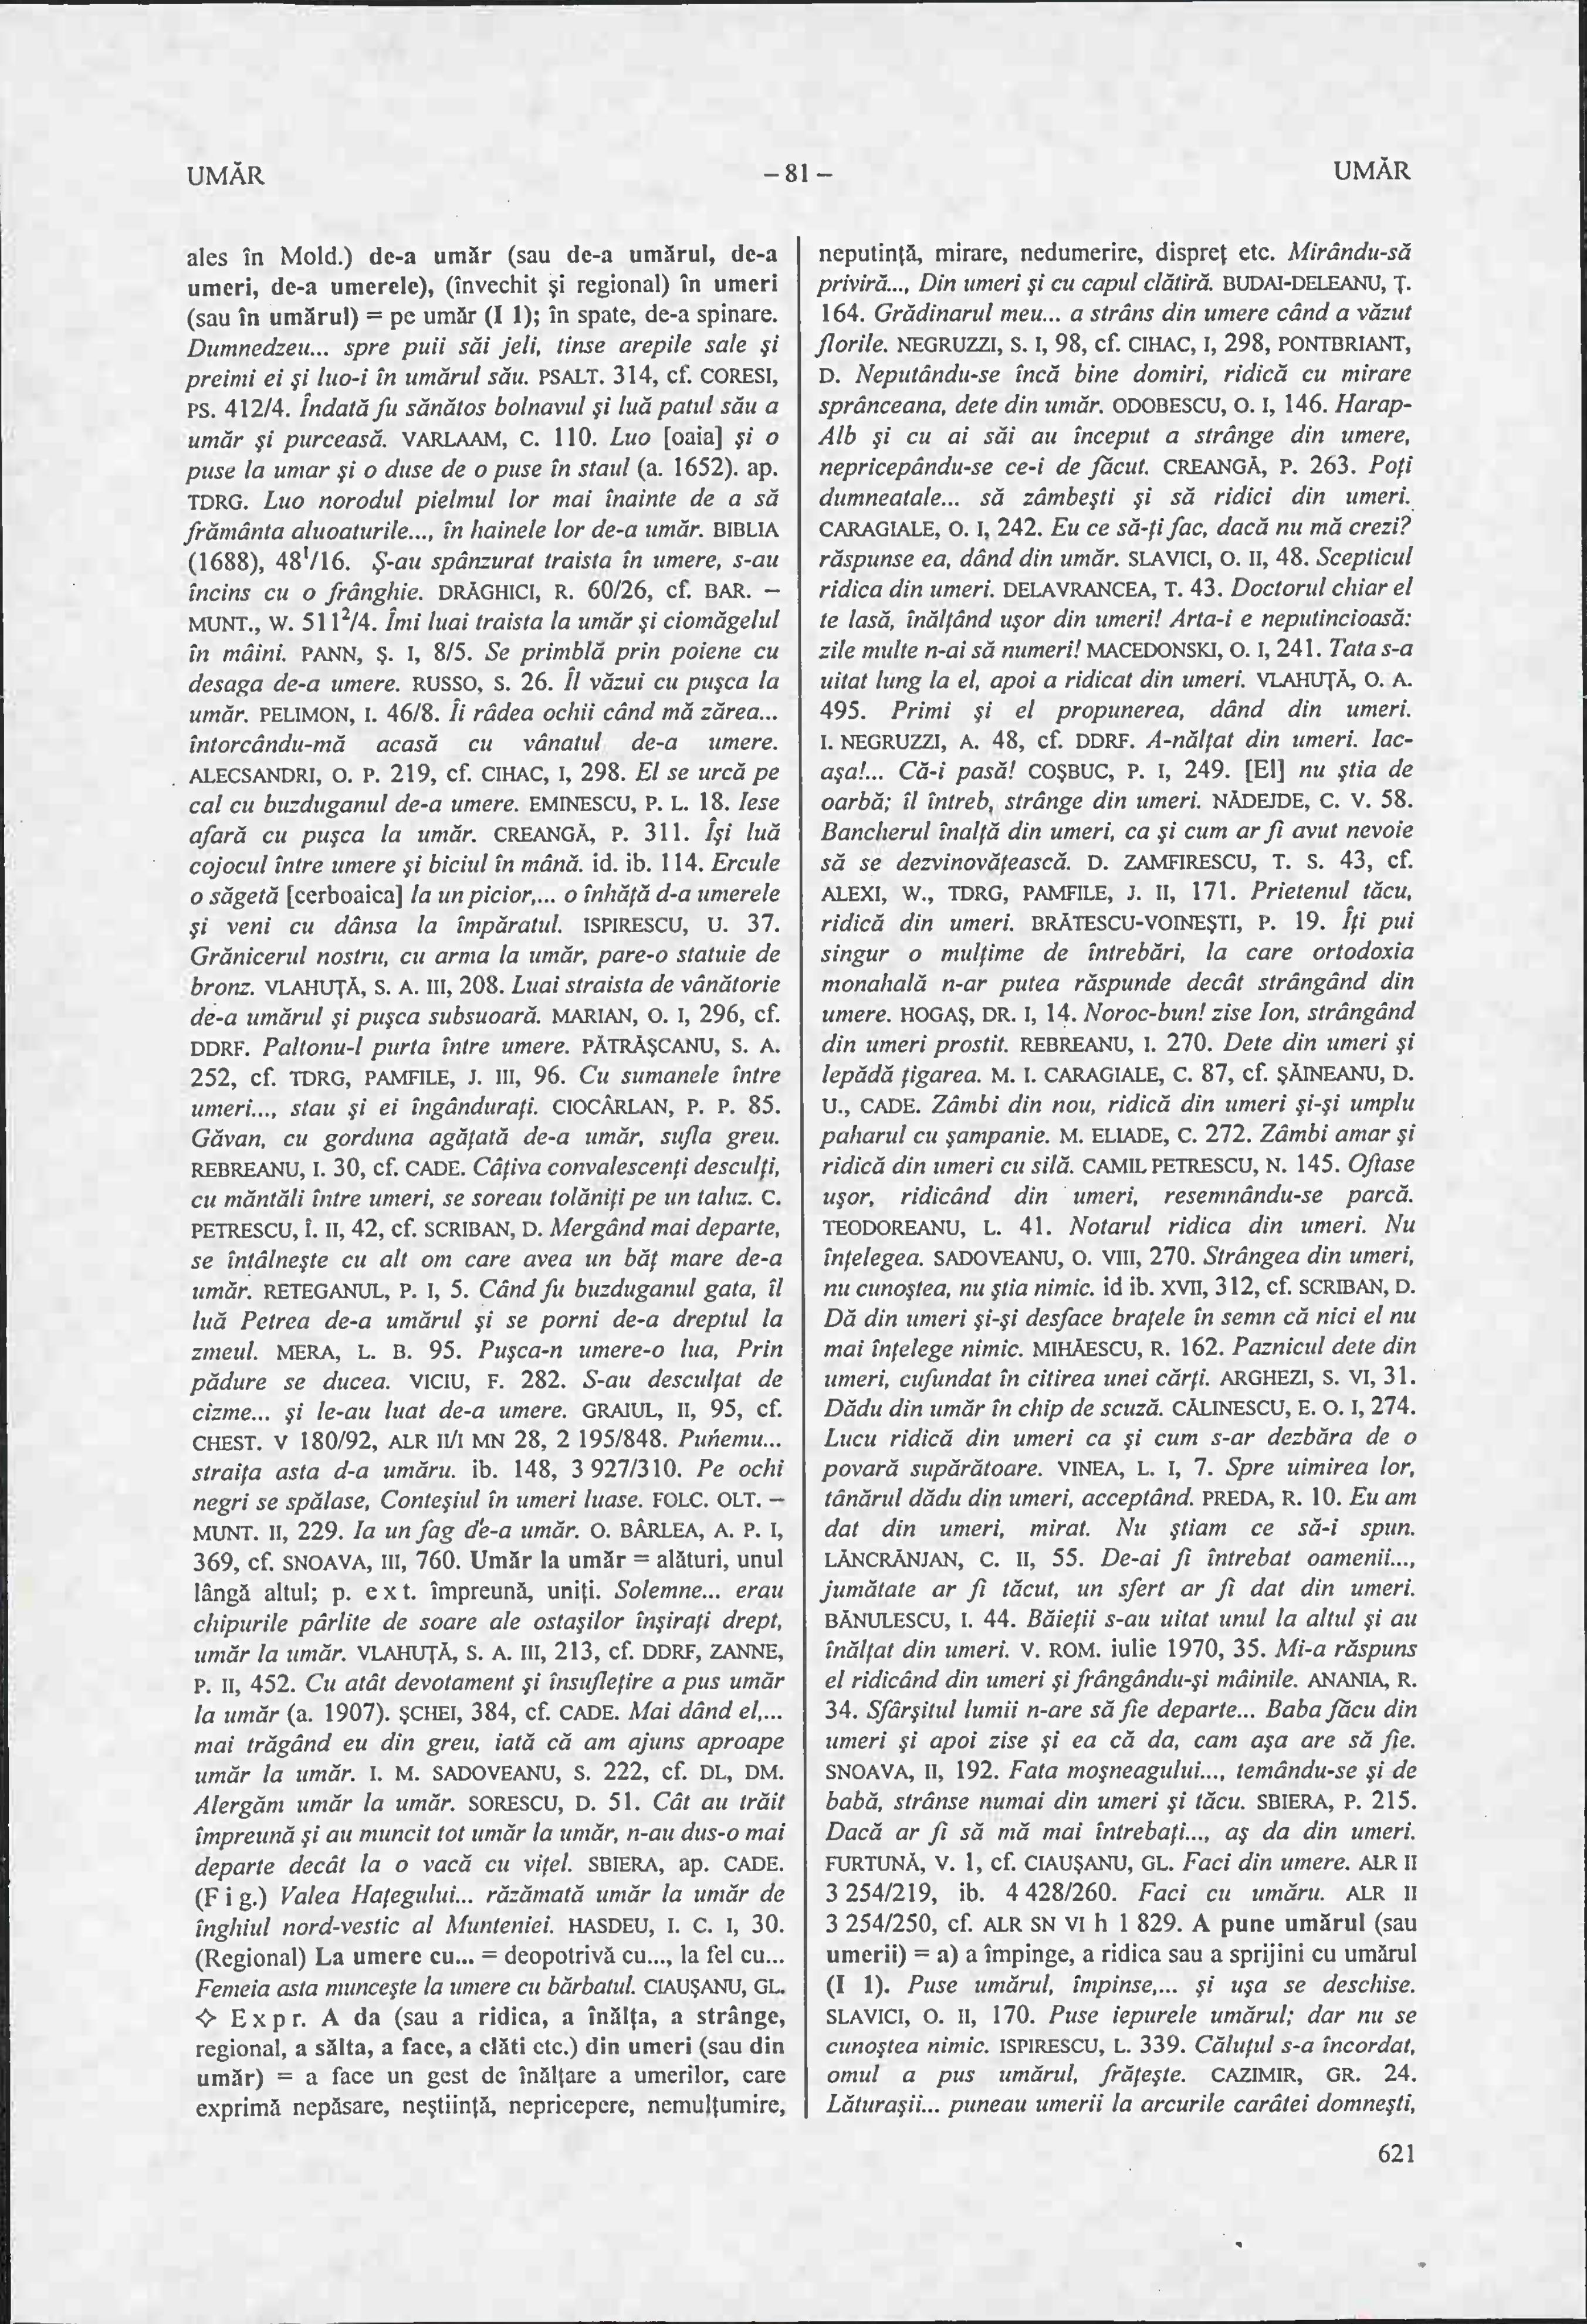 UMĂR
– 81 –
UMĂR
ales în Mold.) de-a umăr (sau de-a umărul, de-a
umeri, de-a umerele), (învechit şi regional) în umeri
(sau în umărul) = pe umăr (I 1); în spate, de-a spinare.
Dumnedzeu... spre puii săi jeli, tinse arepile sale şi
preimi ei şi luo-i în umărul său. PSALT. 314, cf. CORESI,
PS. 412/4. Îndată fu sănătos bolnavul şi luă patul său a
umăr şi purceasă. VARLAAM, C. 110. Luo [oaia] şi o
puse la umar şi o duse de o puse în staul (a. 1652). ap.
TDRG. Luo norodul pielmul lor mai înainte de a să
frământa aluoaturile..., în hainele lor de-a umăr. BIBLIA
(1688), 48¹/16. Ş-au spânzurat traista în umere, s-au
încins cu o frânghie. DRĂGHICI, R. 60/26, cf. BAR. –
MUNT., W. 511²/4. Îmi luai traista la umăr şi ciomăgelul
în mâini. PANN, Ş. I, 8/5. Se primblă prin poiene cu
desaga de-a umere. RUSSO, S. 26. Îl văzui cu puşca la
umăr. PELIMON, I. 46/8. Îi râdea ochii când mă zărea...
întorcându-mă acasă cu vânatul de-a umere.
ALECSANDRI, O. P. 219, cf. CIHAC, I, 298. El se urcă pe
cal cu buzduganul de-a umere. EMINESCU, P. L. 18. Iese
afară cu puşca la umăr. CREANGĂ, P. 311. Îşi luă
cojocul între umere şi biciul în mână. id. ib. 114. Ercule
o săgetă [cerboaica] la un picior,... o înhăţă d-a umerele
şi veni cu dânsa la împăratul. ISPIRESCU, U. 37.
Grănicerul nostru, cu arma la umăr, pare-o statuie de
bronz. VLAHUŢĂ, S. A. III, 208. Luai straista de vânătorie
de-a umărul şi puşca subsuoară. MARIAN, O. I, 296, cf.
DDRF. Paltonu-l purta între umere. PĂTRĂŞCANU, S. A.
252, cf. TDRG, PAMFILE, J. III, 96. Cu sumanele între
umeri..., stau şi ei îngânduraţi. CIOCÂRLAN, P. P. 85.
Găvan, cu gorduna agăţată de-a umăr, sufla greu.
REBREANU, I. 30, cf. CADE. Câţiva convalescenţi desculţi,
cu măntăli între umeri, se soreau tolăniţi pe un taluz. C.
PETRESCU, Î. II, 42, cf. SCRIBAN, D. Mergând mai departe,
se întâlneşte cu alt om care avea un băţ mare de-a
umăr. RETEGANUL, P. I, 5. Când fu buzduganul gata, îl
luă Petrea de-a umărul şi se porni de-a dreptul la
zmeul. MERA, L. B. 95. Puşca-n umere-o lua, Prin
pădure se ducea. VICIU, F. 282. S-au desculţat de
cizme... şi le-au luat de-a umere. GRAIUL, II, 95, cf.
CHEST. V 180/92, ALR II/I MN 28, 2 195/848. Puńemu...
straiţa asta d-a umăru. ib. 148, 3 927/310. Pe ochi
negri se spălase, Conteşiul în umeri luase. FOLC. OLT. –
MUNT. II, 229. Ia un fag d'e-a umăr. O. BÂRLEA, A. P. I,
369, cf. SNOAVA, III, 760. Umăr la umăr = alături, unul
lângă altul; p. ext. împreună, uniţi. Solemne... erau
chipurile pârlite de soare ale ostaşilor înşiraţi drept,
umăr la umăr. VLAHUŢĂ, S. A. III, 213, cf. DDRF, ZANNE,
P. II, 452. Cu atât devotament şi însufleţire a pus umăr
la umăr (a. 1907). ŞCHEI, 384, cf. CADE. Mai dând el,...
mai trăgând eu din greu, iată că am ajuns aproape
umăr la umăr. I. M. SADOVEANU, S. 222, cf. DL, DM.
Alergăm umăr la umăr. SORESCU, D. 51. Cât au trăit
împreună şi au muncit tot umăr la umăr, n-au dus-o mai
departe decât la o vacă cu viţel. SBIERA, ap. CADE.
(Fig.) Valea Haţegului... răzămată umăr la umăr de
înghiul nord-vestic al Munteniei. HASDEU, I. C. I, 30.
(Regional) La umere cu... = deopotrivă cu..., la fel cu...
Femeia asta munceşte la umere cu bărbatul. CIAUŞANU, GL.
◇ Expr. A da (sau a ridica, a înălţa, a strânge,
regional, a sălta, a face, a clăti etc.) din umeri (sau din
umăr) = a face un gest de înălţare a umerilor, care
exprimă nepăsare, neştiinţă, nepricepere, nemulţumire,
neputinţă, mirare, nedumerire, dispreţ etc. Mirându-să
priviră..., Din umeri şi cu capul clătiră. BUDAI-DELEANU, Ţ.
164. Grădinarul meu... a strâns din umere când a văzut
florile. NEGRUZZI, S. I, 98, cf. CIHAC, I, 298, PONTBRIANT,
D. Neputându-se încă bine domiri, ridică cu mirare
sprânceana, dete din umăr. ODOBESCU, O. I, 146. Harap-
Alb şi cu ai săi au început a strânge din umere,
nepricepându-se ce-i de făcut. CREANGĂ, P. 263. Poţi
dumneatale... să zâmbeşti şi să ridici din umeri.
CARAGIALE, O. I, 242. Eu ce să-ţi fac, dacă nu mă crezi?
răspunse ea, dând din umăr. SLAVICI, O. II, 48. Scepticul
ridica din umeri. DELAVRANCEA, T. 43. Doctorul chiar el
te lasă, înălţând uşor din umeri! Arta-i e neputincioasă:
zile multe n-ai să numeri! MACEDONSKI, O. I, 241. Tata s-a
uitat lung la el, apoi a ridicat din umeri. VLAHUŢĂ, O. A.
495. Primi şi el propunerea, dând din umeri.
I. NEGRUZZI, A. 48, cf. DDRF. A-nălţat din umeri. Iac-
aşa!... Că-i pasă! COŞBUC, P. I, 249. [El] nu ştia de
oarbă; îl întreb, strânge din umeri. NĂDEJDE, C. V. 58.
Bancherul înalţă din umeri, ca şi cum ar fi avut nevoie
să se dezvinovăţească. D. ZAMFIRESCU, T. S. 43, cf.
ALEXI, W., TDRG, PAMFILE, J. II, 171. Prietenul tăcu,
ridică din umeri. BRĂTESCU-VOINEŞTI, P. 19. Îţi pui
singur o mulţime de întrebări, la care ortodoxia
monahală n-ar putea răspunde decât strângând din
umere. HOGAŞ, DR. I, 14. Noroc-bun! zise Ion, strângând
din umeri prostit. REBREANU, I. 270. Dete din umeri şi
lepădă ţigarea. M. I. CARAGIALE, C. 87, cf. ŞĂINEANU, D.
U., CADE. Zâmbi din nou, ridică din umeri şi-şi umplu
paharul cu şampanie. M. ELIADE, C. 272. Zâmbi amar şi
ridică din umeri cu silă. CAMIL PETRESCU, N. 145. Oftase
uşor, ridicând din umeri, resemnându-se parcă.
TEODOREANU, L. 41. Notarul ridica din umeri. Nu
înţelegea. SADOVEANU, O. VIII, 270. Strângea din umeri,
nu cunoştea, nu ştia nimic. id ib. XVII, 312, cf. SCRIBAN, D.
Dă din umeri şi-şi desface braţele în semn că nici el nu
mai înţelege nimic. MIHĂESCU, R. 162. Paznicul dete din
umeri, cufundat în citirea unei cărţi. ARGHEZI, S. VI, 31.
Dădu din umăr în chip de scuză. CĂLINESCU, E. O. I, 274.
Lucu ridică din umeri ca şi cum s-ar dezbăra de o
povară supărătoare. VINEA, L. I, 7. Spre uimirea lor,
tânărul dădu din umeri, acceptând. PREDA, R. 10. Eu am
dat din umeri, mirat. Nu ştiam ce să-i spun.
LĂNCRĂNJAN, C. II, 55. De-ai fi întrebat oamenii...,
jumătate ar fi tăcut, un sfert ar fi dat din umeri.
BĂNULESCU, I. 44. Băieţii s-au uitat unul la altul şi au
înălţat din umeri. V. ROM. iulie 1970, 35. Mi-a răspuns
el ridicând din umeri şi frângându-şi mâinile. ANANIA, R.
34. Sfârşitul lumii n-are să fie departe... Baba făcu din
umeri şi apoi zise şi ea că da, cam aşa are să fie.
SNOAVA, II, 192. Fata moşneagului..., temându-se şi de
babă, strânse numai din umeri şi tăcu. SBIERA, P. 215.
Dacă ar fi să mă mai întrebaţi..., aş da din umeri.
FURTUNĂ, V. 1, cf. CIAUŞANU, GL. Faci din umere. ALR II
3 254/219, ib. 4 428/260. Faci cu umăru. ALR II
3 254/250, cf. ALR SN VI h 1 829. A pune umărul (sau
umerii) = a) a împinge, a ridica sau a sprijini cu umărul
(I 1). Puse umărul, împinse,... şi uşa se deschise.
SLAVICI, O. II, 170. Puse iepurele umărul; dar nu se
cunoştea nimic. ISPIRESCU, L. 339. Căluţul s-a încordat,
omul a pus umărul, frăţeşte. CAZIMIR, GR. 24.
Lăturaşii... puneau umerii la arcurile carâtei domneşti,
621